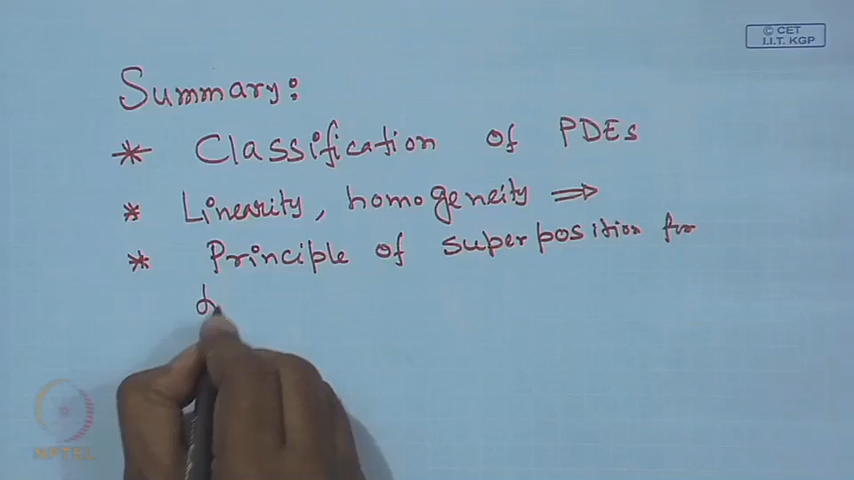 © CET
I.I.T. KGP
Summary:
* Classification of PDEs
* Linearity, homogeneity ⇒
* Principle of superposition for
NPTEL